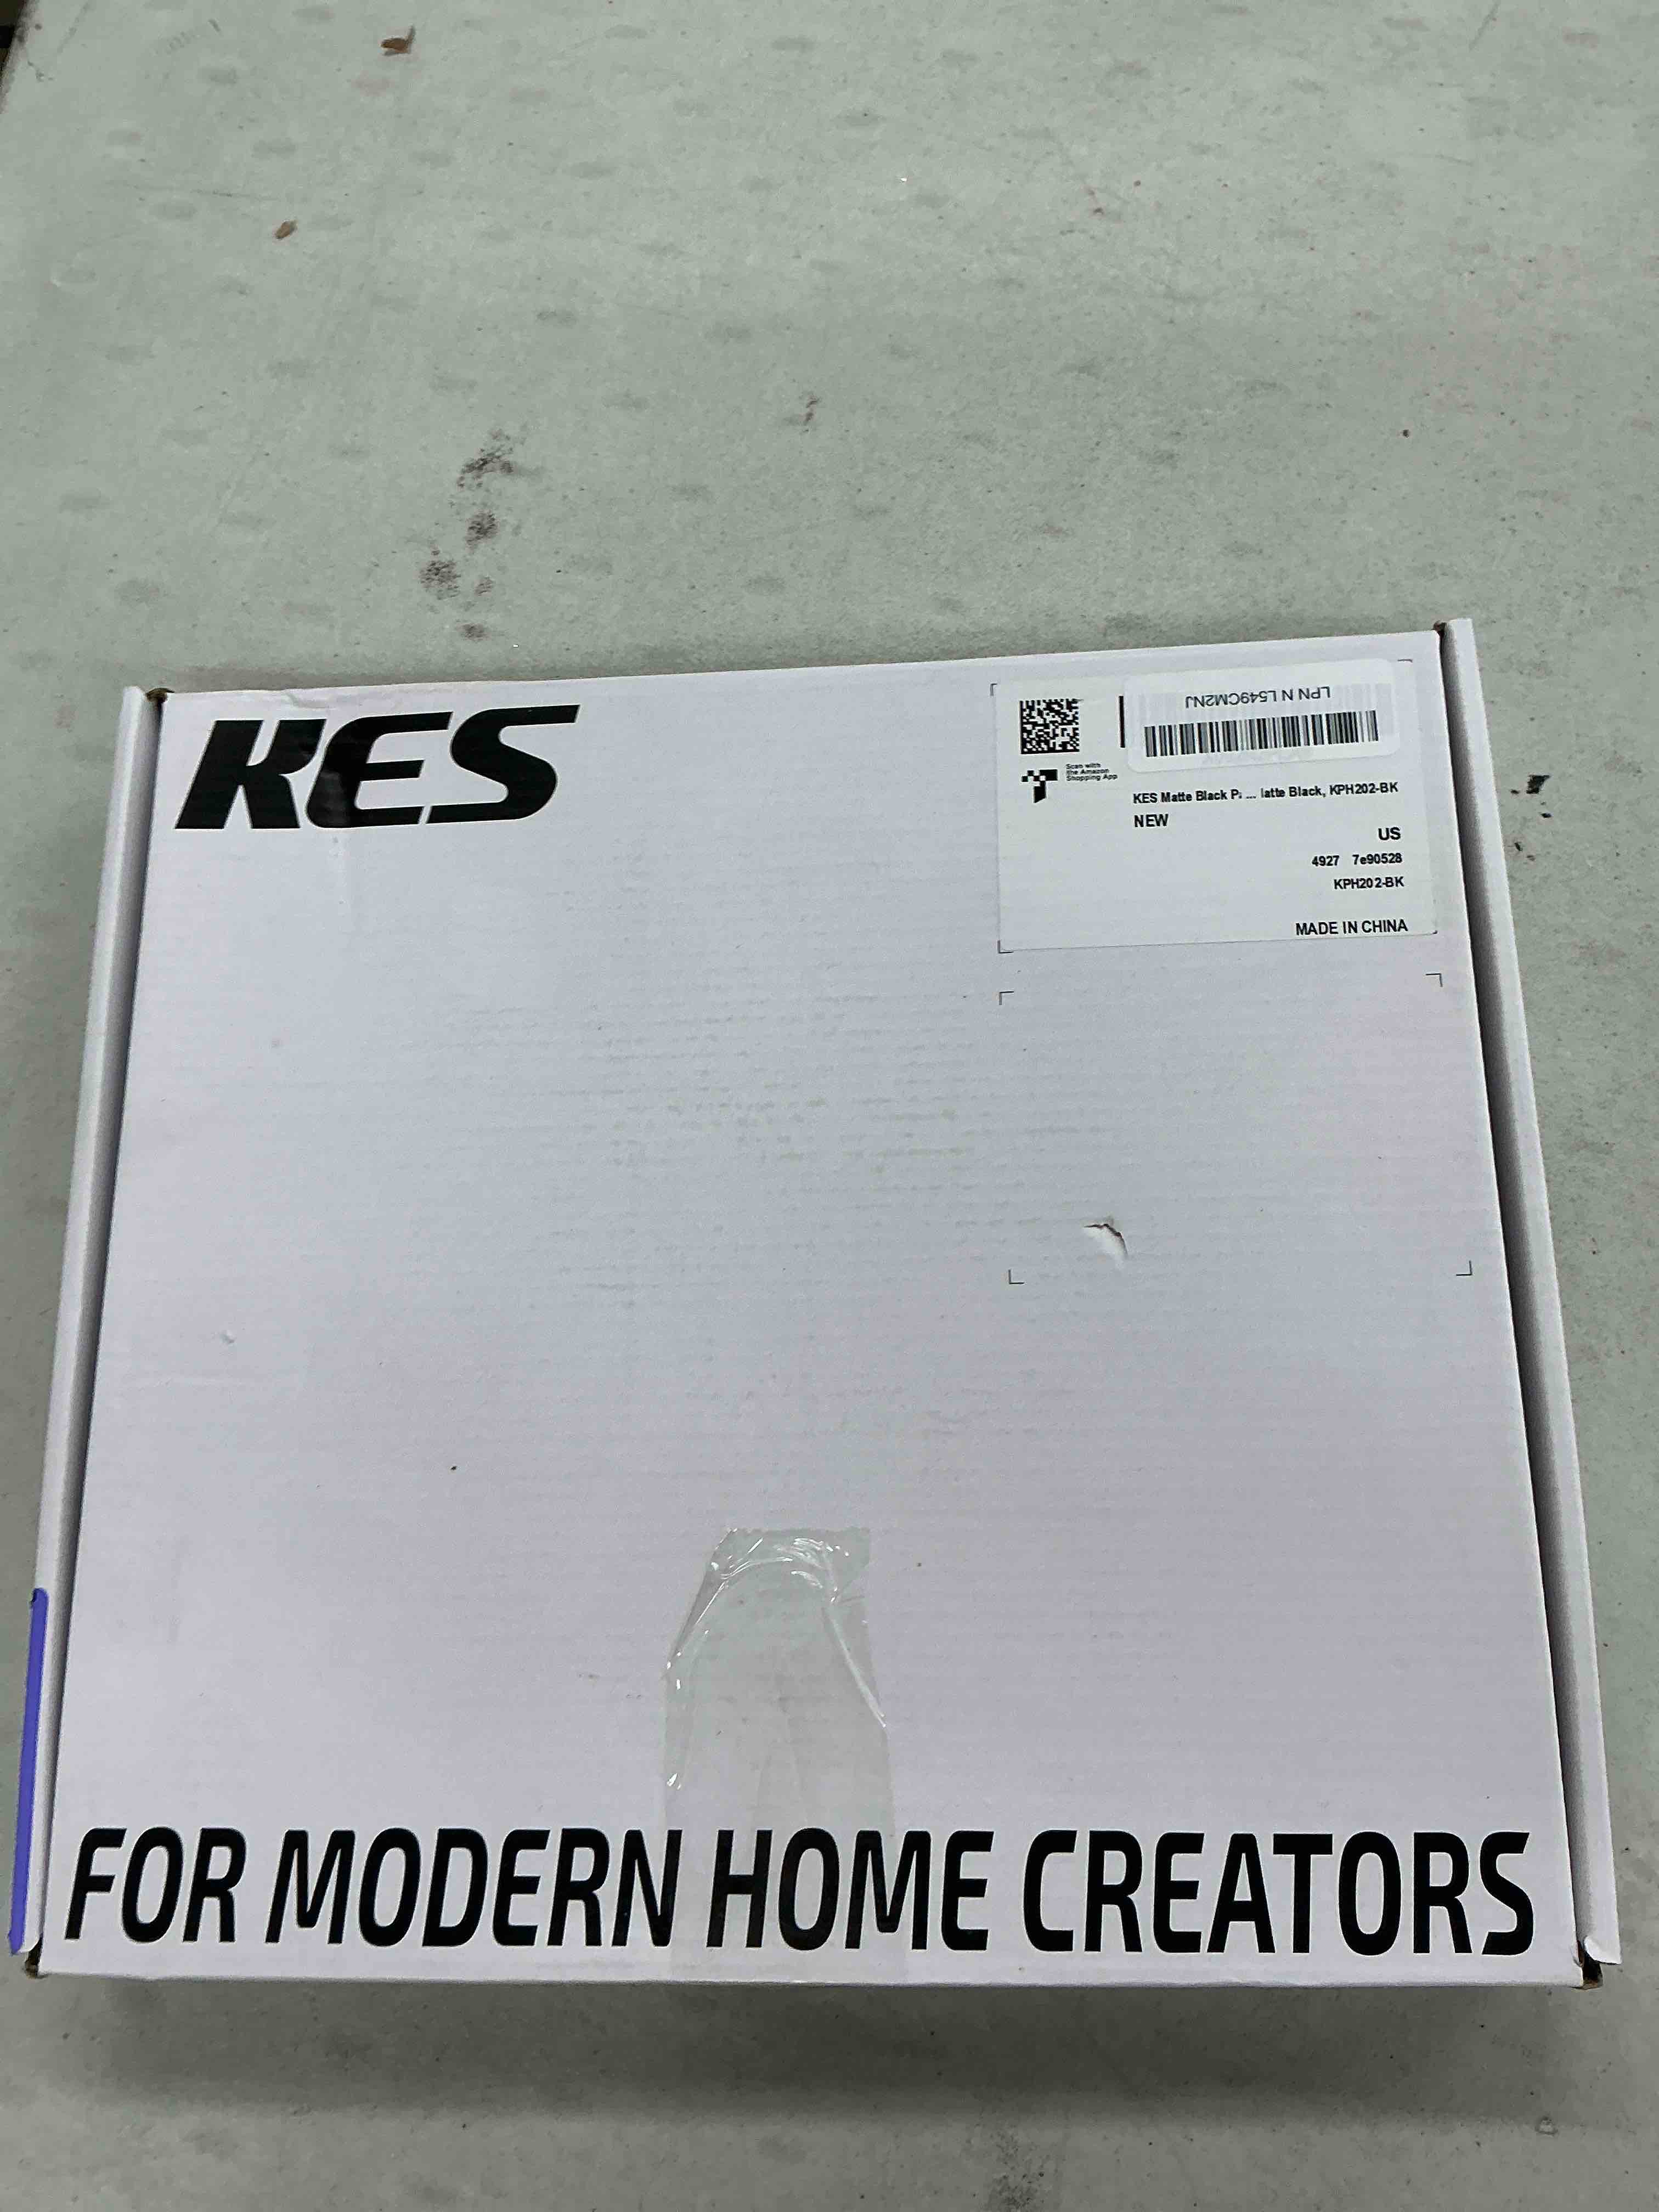 KES
LPN N L549CM2NJ
Scan with
the Amazon
Shopping App
KES Matte Black Pa ... latte Black, KPH202-BK
NEW
US
4927 7e90528
KPH202-BK
MADE IN CHINA
FOR MODERN HOME CREATORS